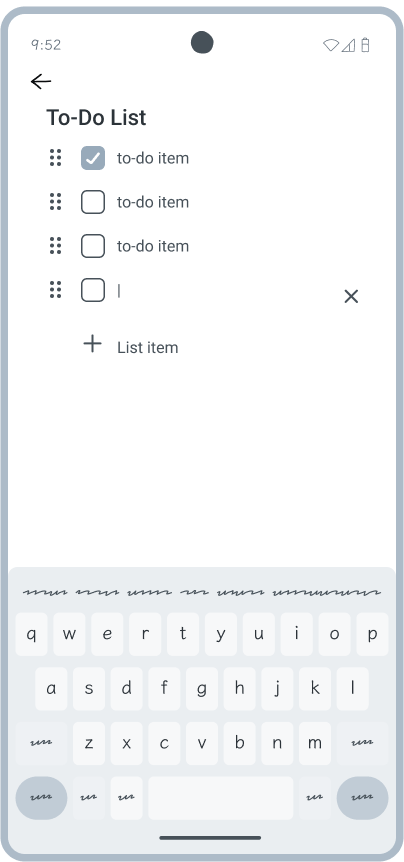 9:52
To-Do List
to-do item
to-do item
to-do item
List item
q w e r t y u i o p
a s d f g h j k l
z x c v b n m